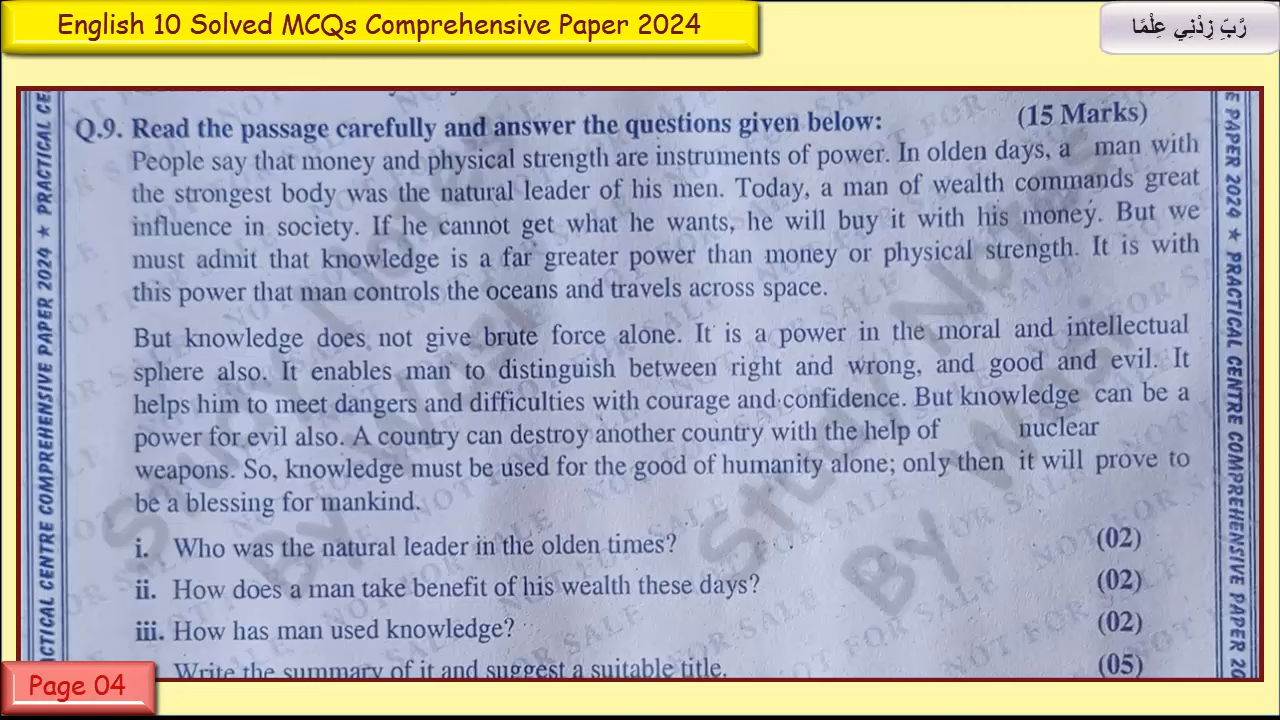 English 10 Solved MCQs Comprehensive Paper 2024
رَّبِّ زِدْنِي عِلْمًا
Q.9. Read the passage carefully and answer the questions given below: (15 Marks)
People say that money and physical strength are instruments of power. In olden days, a man with
the strongest body was the natural leader of his men. Today, a man of wealth commands great
influence in society. If he cannot get what he wants, he will buy it with his money. But we
must admit that knowledge is a far greater power than money or physical strength. It is with
this power that man controls the oceans and travels across space.
But knowledge does not give brute force alone. It is a power in the moral and intellectual
sphere also. It enables man to distinguish between right and wrong, and good and evil. It
helps him to meet dangers and difficulties with courage and confidence. But knowledge can be a
power for evil also. A country can destroy another country with the help of nuclear
weapons. So, knowledge must be used for the good of humanity alone; only then it will prove to
be a blessing for mankind.
i. Who was the natural leader in the olden times? (02)
ii. How does a man take benefit of his wealth these days? (02)
iii. How has man used knowledge? (02)
Write the summary of it and suggest a suitable title. (05)
Page 04
PRACTICAL CENTRE COMPREHENSIVE PAPER 2024 ★ PRACTICAL CE
E PAPER 2024 ★ PRACTICAL CENTRE COMPREHENSIVE PAPER 20
Study Notes
By Wasi
Study Notes
By Wasi
NOT FOR SALE